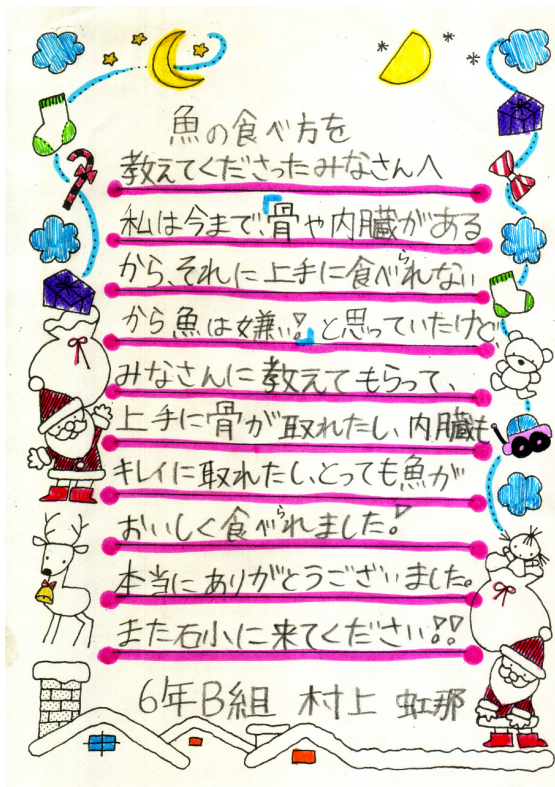 魚の食べ方を
教えてくださったみなさんへ
私は今まで、「骨や内臓がある
から、それに上手に食べられない
から魚は嫌い!」と思っていたけど、
みなさんに教えてもらって、
上手に骨が取れたし、内臓も
キレイに取れたし、とっても魚が
おいしく食べられました!
本当にありがとうございました。
また石小に来てください!!
6年B組 村上 虹那